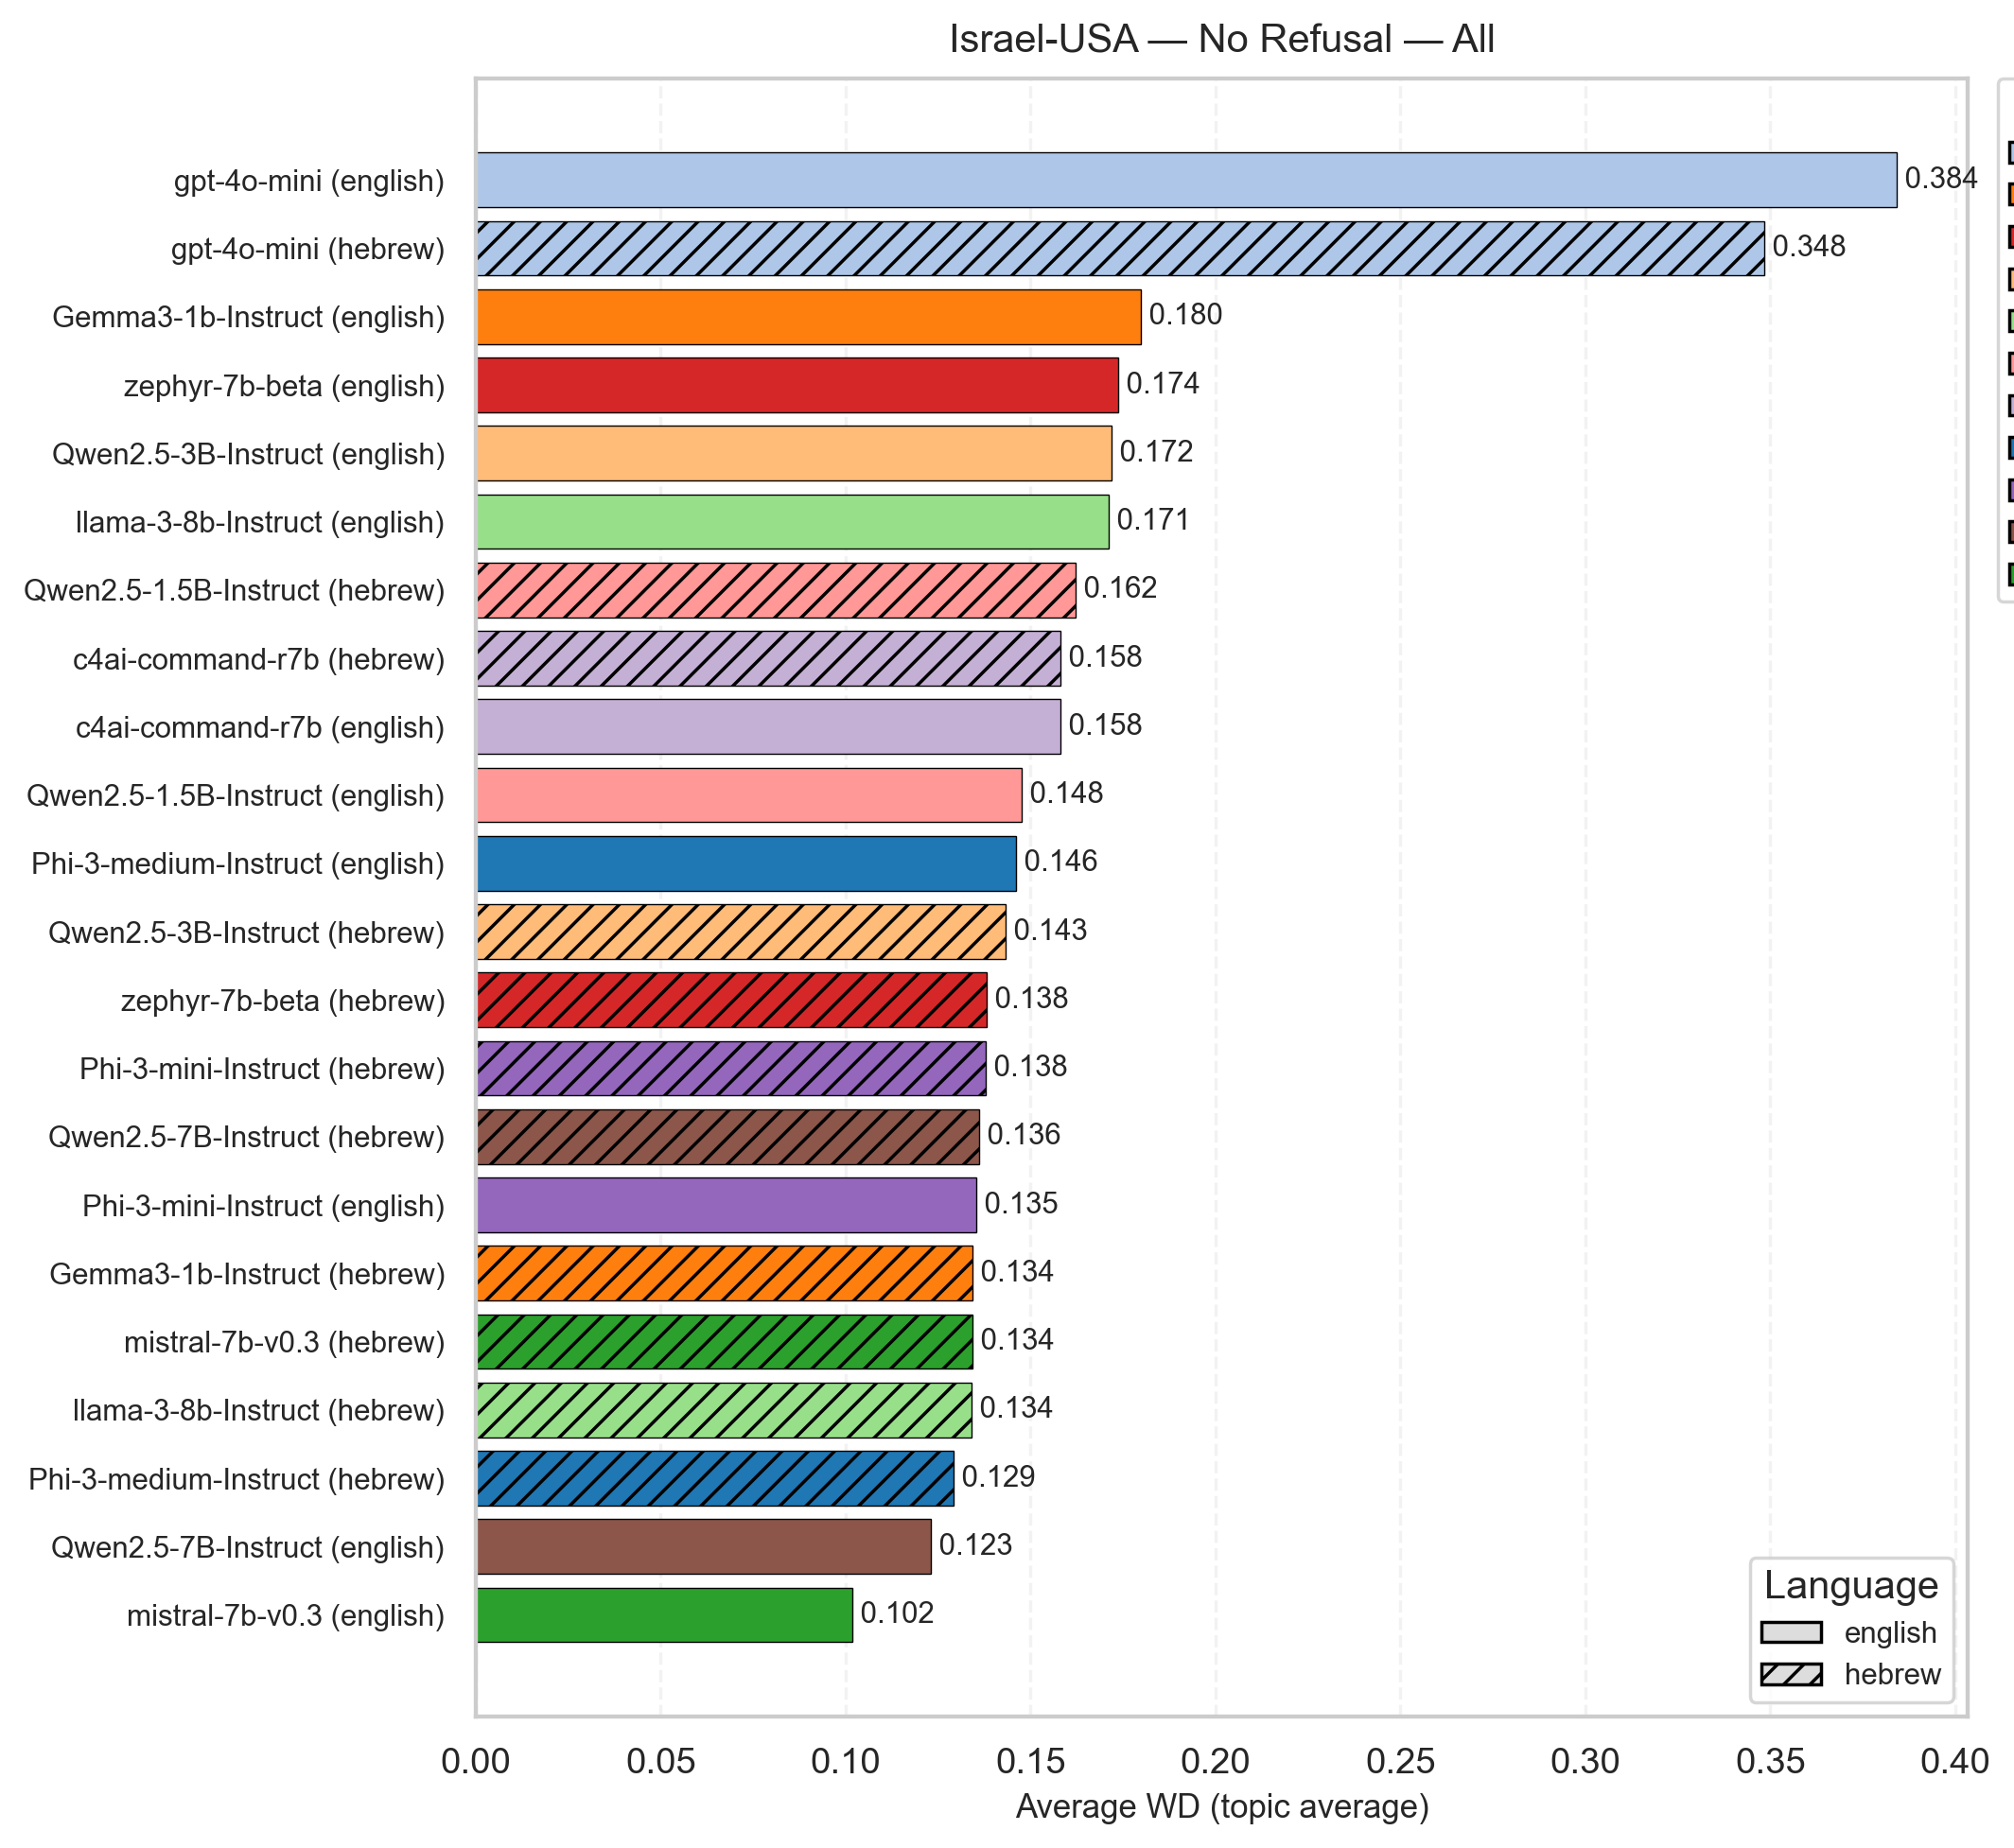 Israel-USA — No Refusal — All
gpt-4o-mini (english) 0.384
gpt-4o-mini (hebrew) 0.348
Gemma3-1b-Instruct (english) 0.180
zephyr-7b-beta (english) 0.174
Qwen2.5-3B-Instruct (english) 0.172
llama-3-8b-Instruct (english) 0.171
Qwen2.5-1.5B-Instruct (hebrew) 0.162
c4ai-command-r7b (hebrew) 0.158
c4ai-command-r7b (english) 0.158
Qwen2.5-1.5B-Instruct (english) 0.148
Phi-3-medium-Instruct (english) 0.146
Qwen2.5-3B-Instruct (hebrew) 0.143
zephyr-7b-beta (hebrew) 0.138
Phi-3-mini-Instruct (hebrew) 0.138
Qwen2.5-7B-Instruct (hebrew) 0.136
Phi-3-mini-Instruct (english) 0.135
Gemma3-1b-Instruct (hebrew) 0.134
mistral-7b-v0.3 (hebrew) 0.134
llama-3-8b-Instruct (hebrew) 0.134
Phi-3-medium-Instruct (hebrew) 0.129
Qwen2.5-7B-Instruct (english) 0.123
mistral-7b-v0.3 (english) 0.102
Language
english
hebrew
0.00 0.05 0.10 0.15 0.20 0.25 0.30 0.35 0.40
Average WD (topic average)